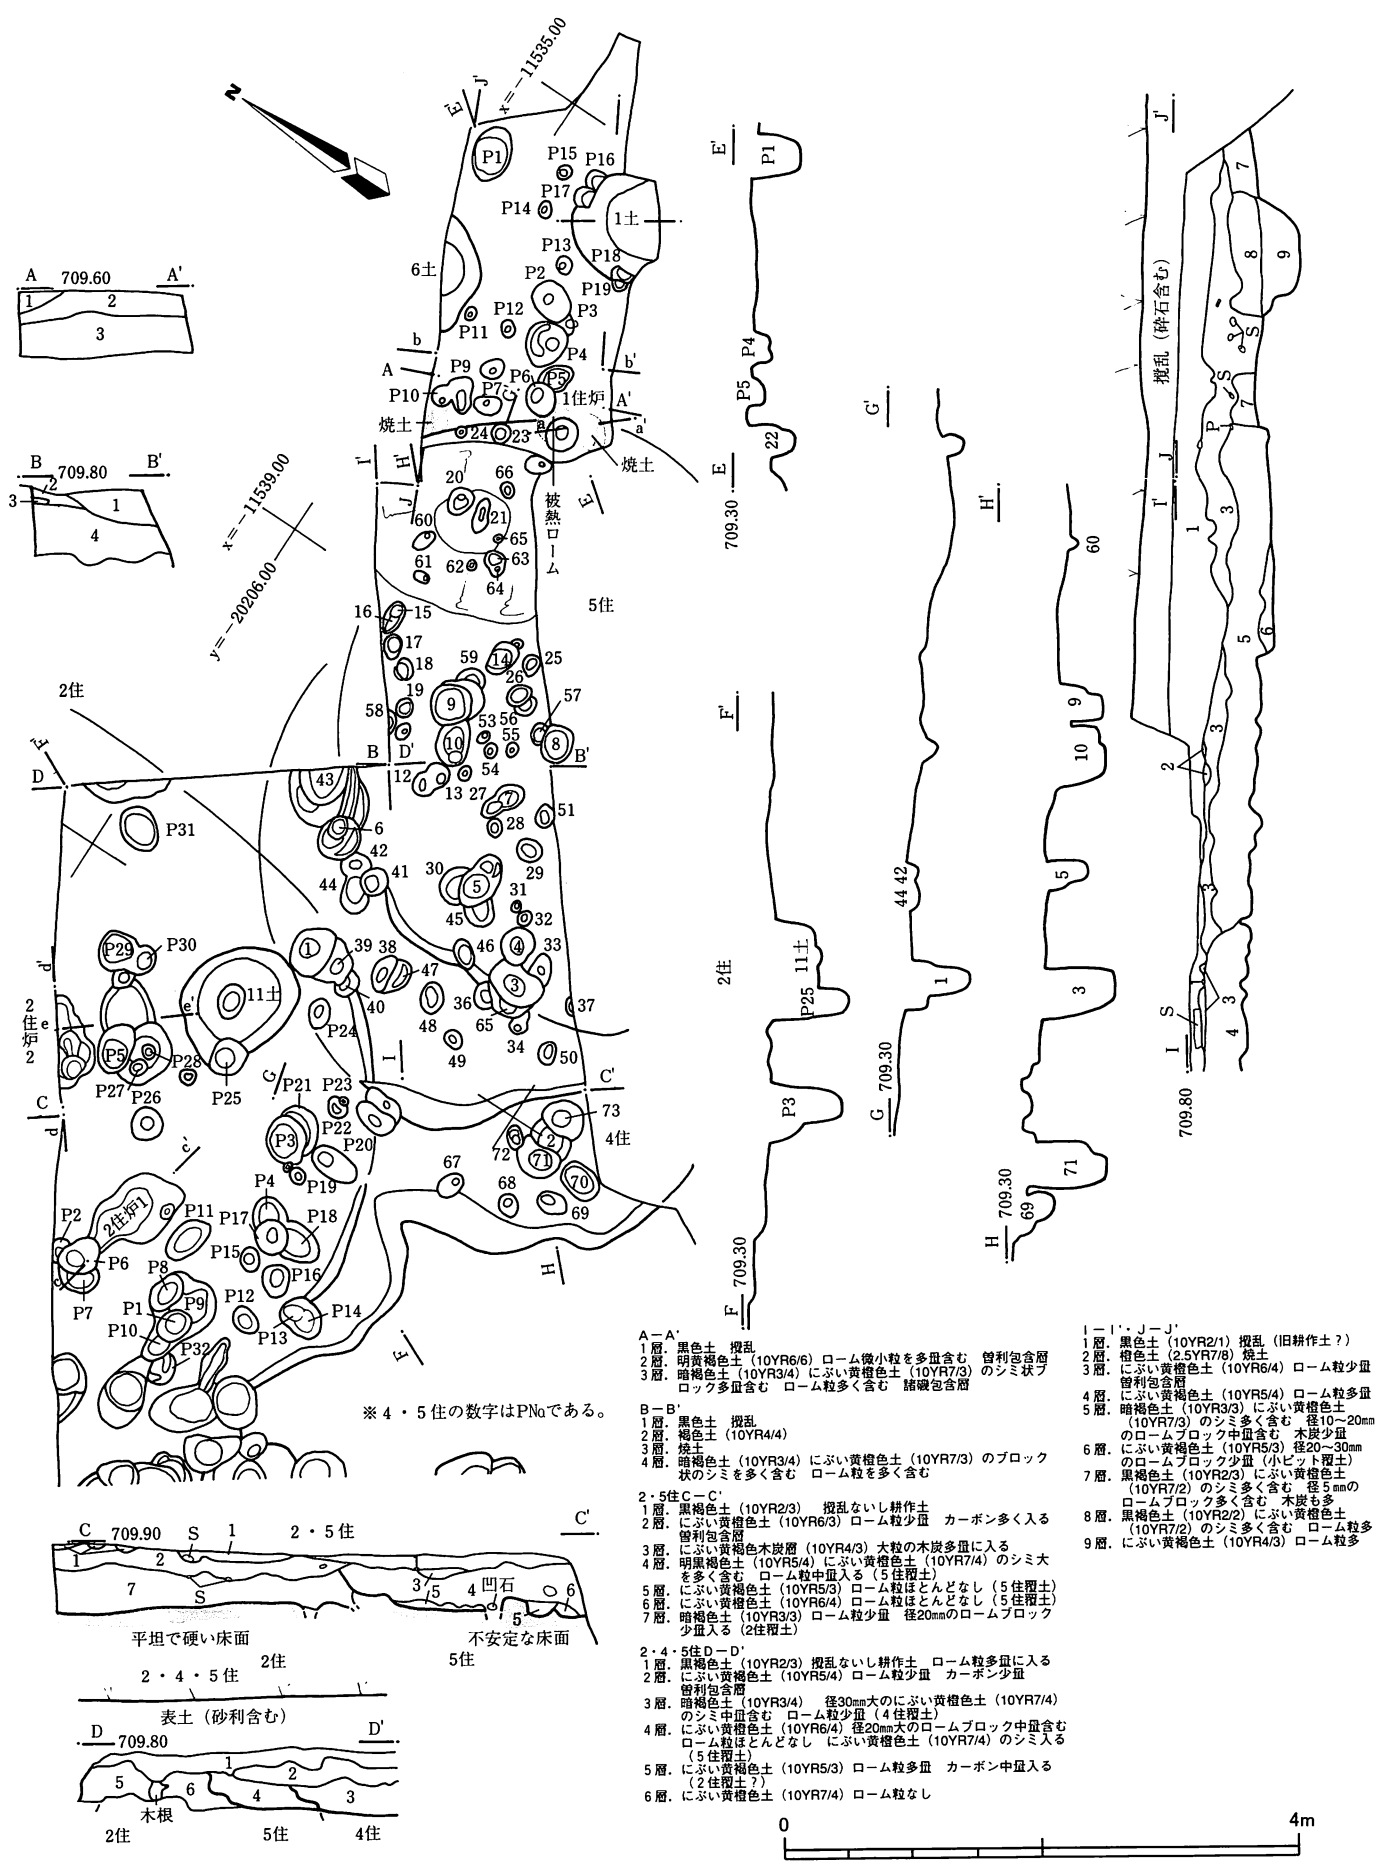 N
x=−11535.00
E'
J'
P1
P15
P16
P17
P14
1土
P13
P18
6土
P2
P19
P12
P3
P11
b
P4
b'
A
P9
P6
P5
P10
P7
1住炉
A'
焼土
24
23
a
a'
焼土
I'
H'
20
66
J
E
被熱ローム
60
21
65
61
62
63
64
5住
x=−11539.00
y=−20206.00
16
15
17
14
25
18
59
26
19
9
57
58
53
56
10
55
8
B
D'
B'
12
13
54
27
7
51
28
43
6
42
29
30
5
41
44
31
45
32
2住
F'
D
P31
P29
P30
1
39
38
46
4
33
47
3
d'
11土
40
36
37
e
e'
P24
48
65
34
2住炉2
P5
P28
49
50
P27
P26
P25
I
G
C
P21
P23
C'
d
P22
73
c'
P3
P20
2
4住
72
71
P19
67
70
P4
68
69
2住炉1
P11
P2
P17
P18
P6
P15
c
P8
P16
P7
P9
P1
P12
P14
P10
P13
P32
H
F
※4・5住の数字はP№である。
A 709.60 A'
1
2
3
B 709.80 B'
2
3
1
4
E'
P1
P4
P5
22
E
709.30
F'
2住
11土
P25
P3
709.30
F
G'
44 42
1
709.30
G
H'
60
9
10
5
3
71
69
709.30
H
J'
7
8
9
攪乱(砕石含む)
S
S
7
P
J
I'
1
3
5
6
3
2
3
3
S
4
I
709.80
A−A'
1層.黒色土 攪乱
2層.明黄褐色土(10YR6/6)ローム微小粒を多量含む 曽利包含層
3層.暗褐色土(10YR3/4)にぶい黄橙色土(10YR7/3)のシミ状ブ
ロック多量含む ローム粒多く含む 諸磯包含層
B−B'
1層.黒色土 攪乱
2層.褐色土(10YR4/4)
3層.焼土
4層.暗褐色土(10YR3/4)にぶい黄橙色土(10YR7/3)のブロック
状のシミを多く含む ローム粒を多く含む
2・5住C−C'
1層.黒褐色土(10YR2/3) 攪乱ないし耕作土
2層.にぶい黄橙色土(10YR6/3)ローム粒少量 カーボン多く入る
曽利包含層
3層.にぶい黄褐色木炭層(10YR4/3)大粒の木炭多量に入る
4層.明黒褐色土(10YR5/4)にぶい黄橙色土(10YR7/4)のシミ大
を多く含む ローム粒中量入る(5住覆土)
5層.にぶい黄褐色土(10YR5/3)ローム粒ほとんどなし(5住覆土)
6層.にぶい黄橙色土(10YR6/4)ローム粒ほとんどなし(5住覆土)
7層.暗褐色土(10YR3/3)ローム粒少量 径20mmのロームブロック
少量入る(2住覆土)
2・4・5住D−D'
1層.黒褐色土(10YR2/3)攪乱ないし耕作土 ローム粒多量に入る
2層.にぶい黄褐色土(10YR5/4)ローム粒少量 カーボン少量
曽利包含層
3層.暗褐色土(10YR3/4) 径30mm大のにぶい黄橙色土(10YR7/4)
のシミ中量含む ローム粒少量(4住覆土)
4層.にぶい黄橙色土(10YR6/4)径20mm大のロームブロック中量含む
ローム粒ほとんどなし にぶい黄橙色土(10YR7/4)のシミ入る
(5住覆土)
5層.にぶい黄褐色土(10YR5/3)ローム粒多量 カーボン中量入る
(2住覆土?)
6層.にぶい黄橙色土(10YR7/4)ローム粒なし
I−I'・J−J'
1層.黒色土(10YR2/1)攪乱(旧耕作土?)
2層.橙色土(2.5YR7/8)焼土
3層.にぶい黄橙色土(10YR6/4)ローム粒少量
曽利包含層
4層.にぶい黄褐色土(10YR5/4)ローム粒多量
5層.暗褐色土(10YR3/3)にぶい黄橙色土
(10YR7/3)のシミ多く含む 径10〜20mm
のロームブロック中量含む 木炭少量
6層.にぶい黄褐色土(10YR5/3)径20〜30mm
のロームブロック少量(小ピット覆土)
7層.黒褐色土(10YR2/3)にぶい黄橙色土
(10YR7/2)のシミ多く含む 径5mmの
ロームブロック多く含む 木炭も多
8層.黒褐色土(10YR2/2)にぶい黄橙色土
(10YR7/2)のシミ多く含む ローム粒多
9層.にぶい黄褐色土(10YR4/3)ローム粒多
C 709.90 S 1 2・5住 C'
1 2
7
S
3
5
4
凹石
5
6
平坦で硬い床面
不安定な床面
2住
5住
2・4・5住
表土(砂利含む)
D 709.80 D'
1
2
5
6
4
3
木根
2住
5住
4住
0
4m